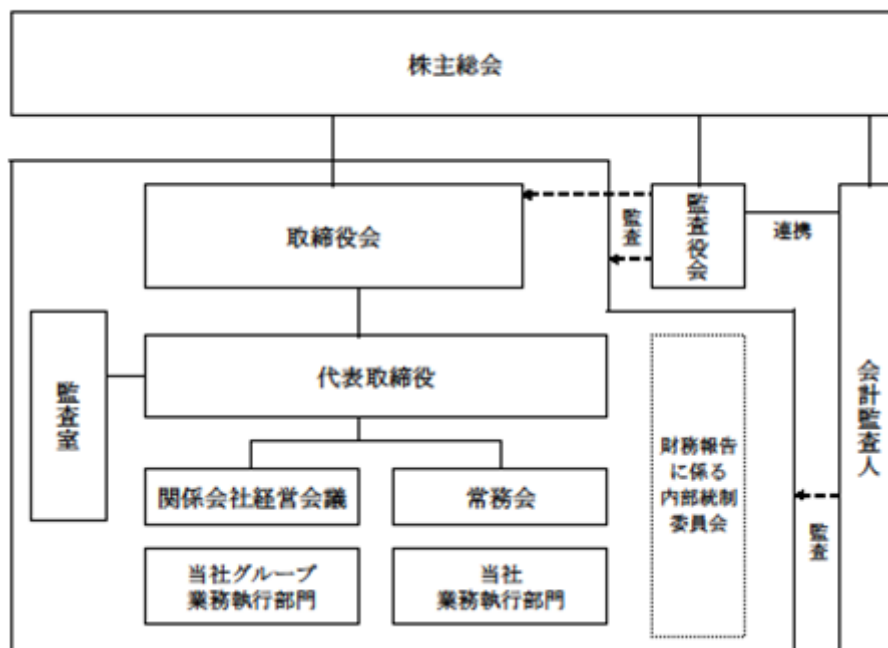 株主総会
取締役会
監査
監査役会
連携
監査室
代表取締役
財務報告
に係る
内部統制
委員会
会計監査人
関係会社経営会議
常務会
監査
当社グループ
業務執行部門
当社
業務執行部門